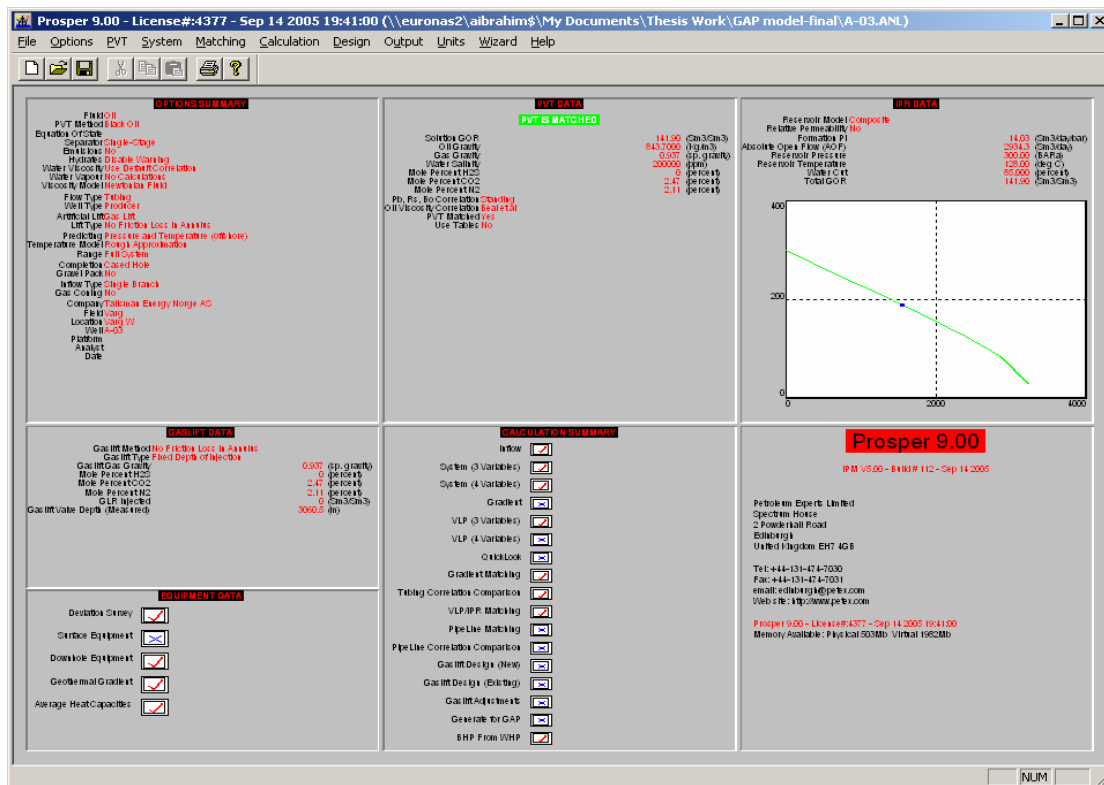 Prosper 9.00 - License#:4377 - Sep 14 2005 19:41:00 (\\euronas2\aibrahim$\My Documents\Thesis Work\GAP model-final\A-03.ANL)
File Options PVT System Matching Calculation Design Output Units Wizard Help
OPTIONS SUMMARY
Fluid Oil
PVT Method Black Oil
Equation Of State
Separator Single-Stage
Emulsions No
Hydrates Disable Warning
Water Viscosity Use Default Correlation
Water Vapour No Calculations
Viscosity Model Newtonian Fluid
Flow Type Tubing
Well Type Producer
Artificial Lift Gas Lift
Lift Type No Friction Loss In Annulus
Predicting Pressure and Temperature (offshore)
Temperature Model Rough Approximation
Range Full System
Completion Cased Hole
Gravel Pack No
Inflow Type Single Branch
Gas Coning No
Company Talisman Energy Norge AS
Field Varg
Location Varg W
Well A-03
Platform
Analyst
Date
PVT DATA
PVT IS MATCHED
Solution GOR 141.90 (Sm3/Sm3)
Oil Gravity 843.7000 (kg/m3)
Gas Gravity 0.937 (sp. gravity)
Water Salinity 200000 (ppm)
Mole Percent H2S 0 (percent)
Mole Percent CO2 2.47 (percent)
Mole Percent N2 2.11 (percent)
Pb, Rs, Bo Correlation Standing
Oil Viscosity Correlation Beal et al
PVT Matched Yes
Use Tables No
IPR DATA
Reservoir Model Composite
Relative Permeability No
Formation PI 14.03 (Sm3/day/bar)
Absolute Open Flow (AOF) 2934.3 (Sm3/day)
Reservoir Pressure 300.00 (BARa)
Reservoir Temperature 128.00 (deg C)
Water Cut 85.000 (percent)
Total GOR 141.90 (Sm3/Sm3)
400
200
0
0 2000 4000
GASLIFT DATA
Gaslift Method No Friction Loss In Annulus
Gaslift Type Fixed Depth of Injection
Gaslift Gas Gravity 0.937 (sp. gravity)
Mole Percent H2S 0 (percent)
Mole Percent CO2 2.47 (percent)
Mole Percent N2 2.11 (percent)
GLR Injected 0 (Sm3/Sm3)
Gaslift Valve Depth (Measured) 3060.5 (m)
EQUIPMENT DATA
Deviation Survey
Surface Equipment
Downhole Equipment
Geothermal Gradient
Average Heat Capacities
CALCULATION SUMMARY
Inflow
System (3 Variables)
System (4 Variables)
Gradient
VLP (3 Variables)
VLP (4 Variables)
QuickLook
Gradient Matching
Tubing Correlation Comparison
VLP/IPR Matching
PipeLine Matching
PipeLine Correlation Comparison
Gaslift Design (New)
Gaslift Design (Existing)
Gaslift Adjustments
Generate for GAP
BHP From WHP
Prosper 9.00
IPM V5.00 - Build # 112 - Sep 14 2005
Petroleum Experts Limited
Spectrum House
2 Powderhall Road
Edinburgh
United Kingdom EH7 4GB
Tel: +44-131-474-7030
Fax: +44-131-474-7031
email: edinburgh@petex.com
Web site: http://www.petex.com
Prosper 9.00 - License#:4377 - Sep 14 2005 19:41:00
Memory Available: Physical 503Mb Virtual 1982Mb
NUM